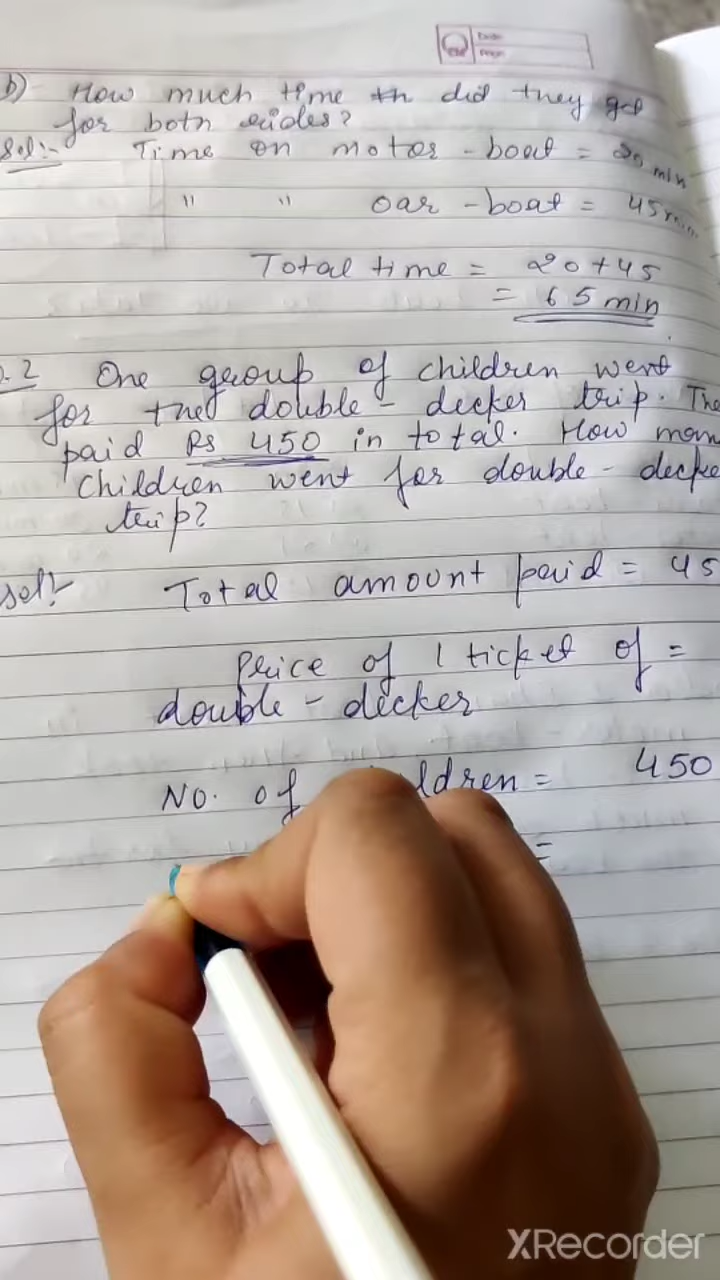 b) How much time th did they get
for both rides?
Sol:- Time on motor - boat = 20 min
" " oar - boat = 45 min
Total time = 20 + 45
= 65 min
.2 One group of children went
for the double - decker trip. The
paid Rs 450 in total. How man
children went for double - decke
trip?
Sol:- Total amount paid = 45
Price of 1 ticket of =
double - decker
No. of ldren = 450
=
XRecorder